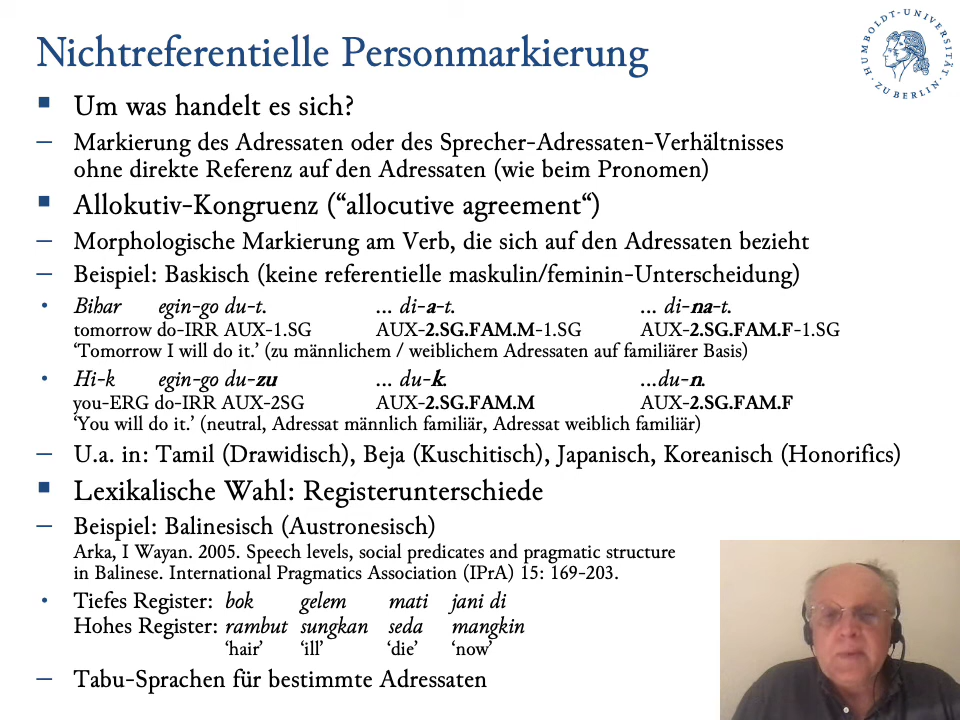 Nichtreferentielle Personmarkierung
HUMBOLDT-UNIVERSITÄT · ZU BERLIN ·
▪ Um was handelt es sich?
– Markierung des Adressaten oder des Sprecher-Adressaten-Verhältnisses
ohne direkte Referenz auf den Adressaten (wie beim Pronomen)
▪ Allokutiv-Kongruenz (“allocutive agreement“)
– Morphologische Markierung am Verb, die sich auf den Adressaten bezieht
– Beispiel: Baskisch (keine referentielle maskulin/feminin-Unterscheidung)
• Bihar egin-go du-t. ... di-a-t. ... di-na-t.
tomorrow do-IRR AUX-1.SG AUX-2.SG.FAM.M-1.SG AUX-2.SG.FAM.F-1.SG
‘Tomorrow I will do it.’ (zu männlichem / weiblichem Adressaten auf familiärer Basis)
• Hi-k egin-go du-zu ... du-k. ...du-n.
you-ERG do-IRR AUX-2SG AUX-2.SG.FAM.M AUX-2.SG.FAM.F
‘You will do it.’ (neutral, Adressat männlich familiär, Adressat weiblich familiär)
– U.a. in: Tamil (Drawidisch), Beja (Kuschitisch), Japanisch, Koreanisch (Honorifics)
▪ Lexikalische Wahl: Registerunterschiede
– Beispiel: Balinesisch (Austronesisch)
Arka, I Wayan. 2005. Speech levels, social predicates and pragmatic structure
in Balinese. International Pragmatics Association (IPrA) 15: 169-203.
• Tiefes Register: bok gelem mati jani di
Hohes Register: rambut sungkan seda mangkin
‘hair’ ‘ill’ ‘die’ ‘now’
– Tabu-Sprachen für bestimmte Adressaten